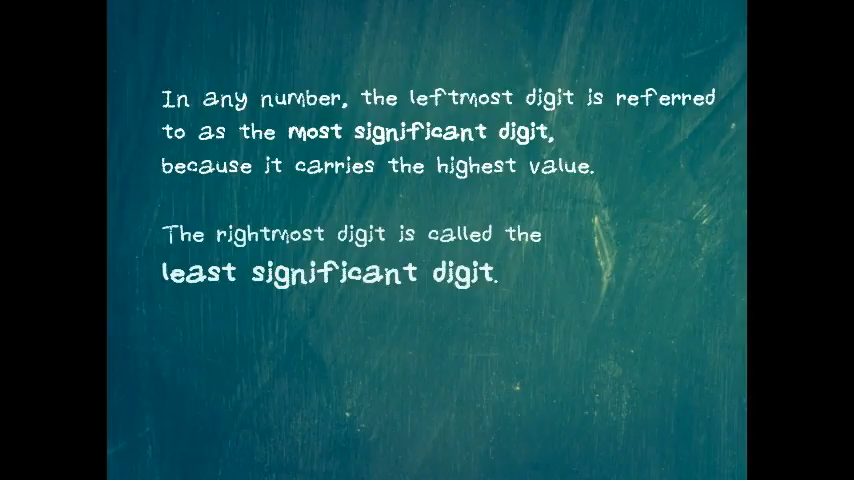 In any number, the leftmost digit is referred
to as the most significant digit,
because it carries the highest value.
The rightmost digit is called the
least significant digit.